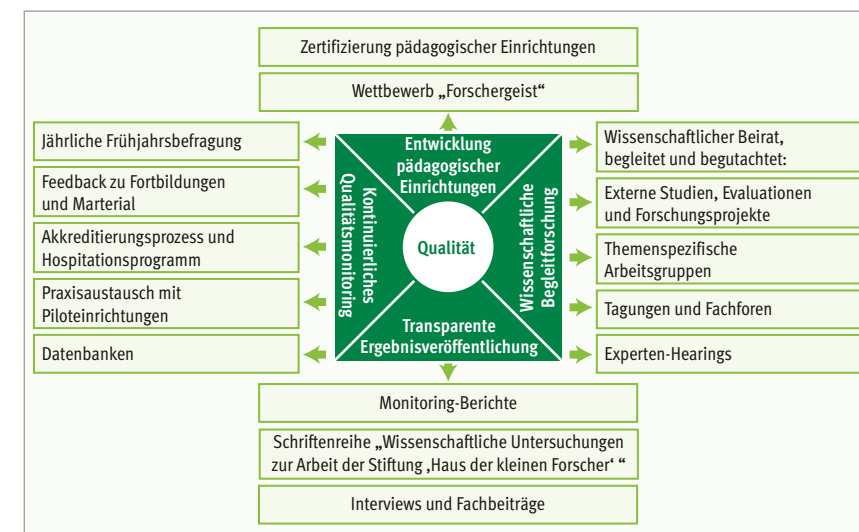 Zertifizierung pädagogischer Einrichtungen
Wettbewerb „Forschergeist“
Jährliche Frühjahrsbefragung
Feedback zu Fortbildungen
und Marterial
Akkreditierungsprozess und
Hospitationsprogramm
Praxisaustausch mit
Piloteinrichtungen
Datenbanken
Entwicklung
pädagogischer
Einrichtungen
Kontinuierliches
Qualitätsmonitoring
Qualität
Wissenschaftliche
Begleitforschung
Transparente
Ergebnisveröffentlichung
Wissenschaftlicher Beirat,
begleitet und begutachtet:
Externe Studien, Evaluationen
und Forschungsprojekte
Themenspezifische
Arbeitsgruppen
Tagungen und Fachforen
Experten-Hearings
Monitoring-Berichte
Schriftenreihe „Wissenschaftliche Untersuchungen
zur Arbeit der Stiftung ‚Haus der kleinen Forscher‘ “
Interviews und Fachbeiträge